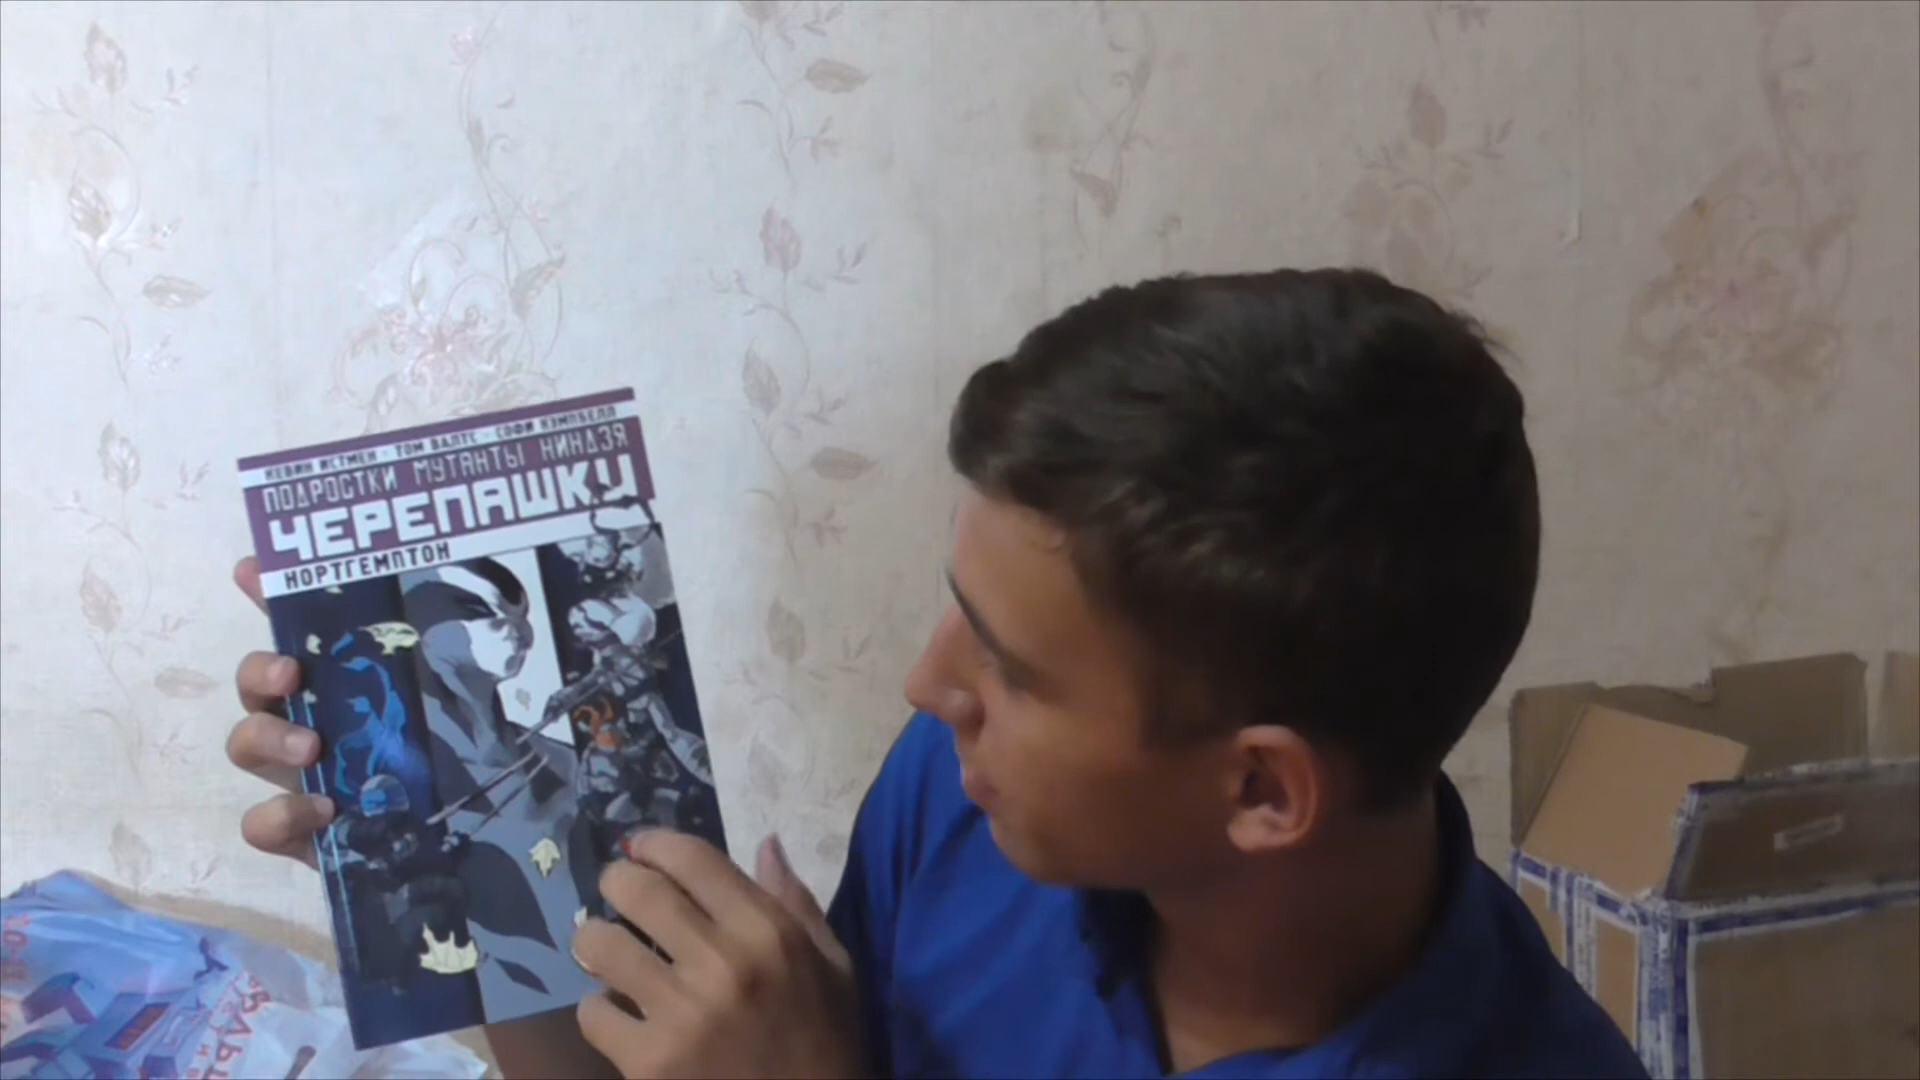 КЕВИН ИСТМЕН · ТОМ ВАЛТС · СОФИ КЭМПБЕЛЛ
ПОДРОСТКИ МУТАНТЫ НИНДЗЯ
ЧЕРЕПАШКИ
НОРТГЕМПТОН